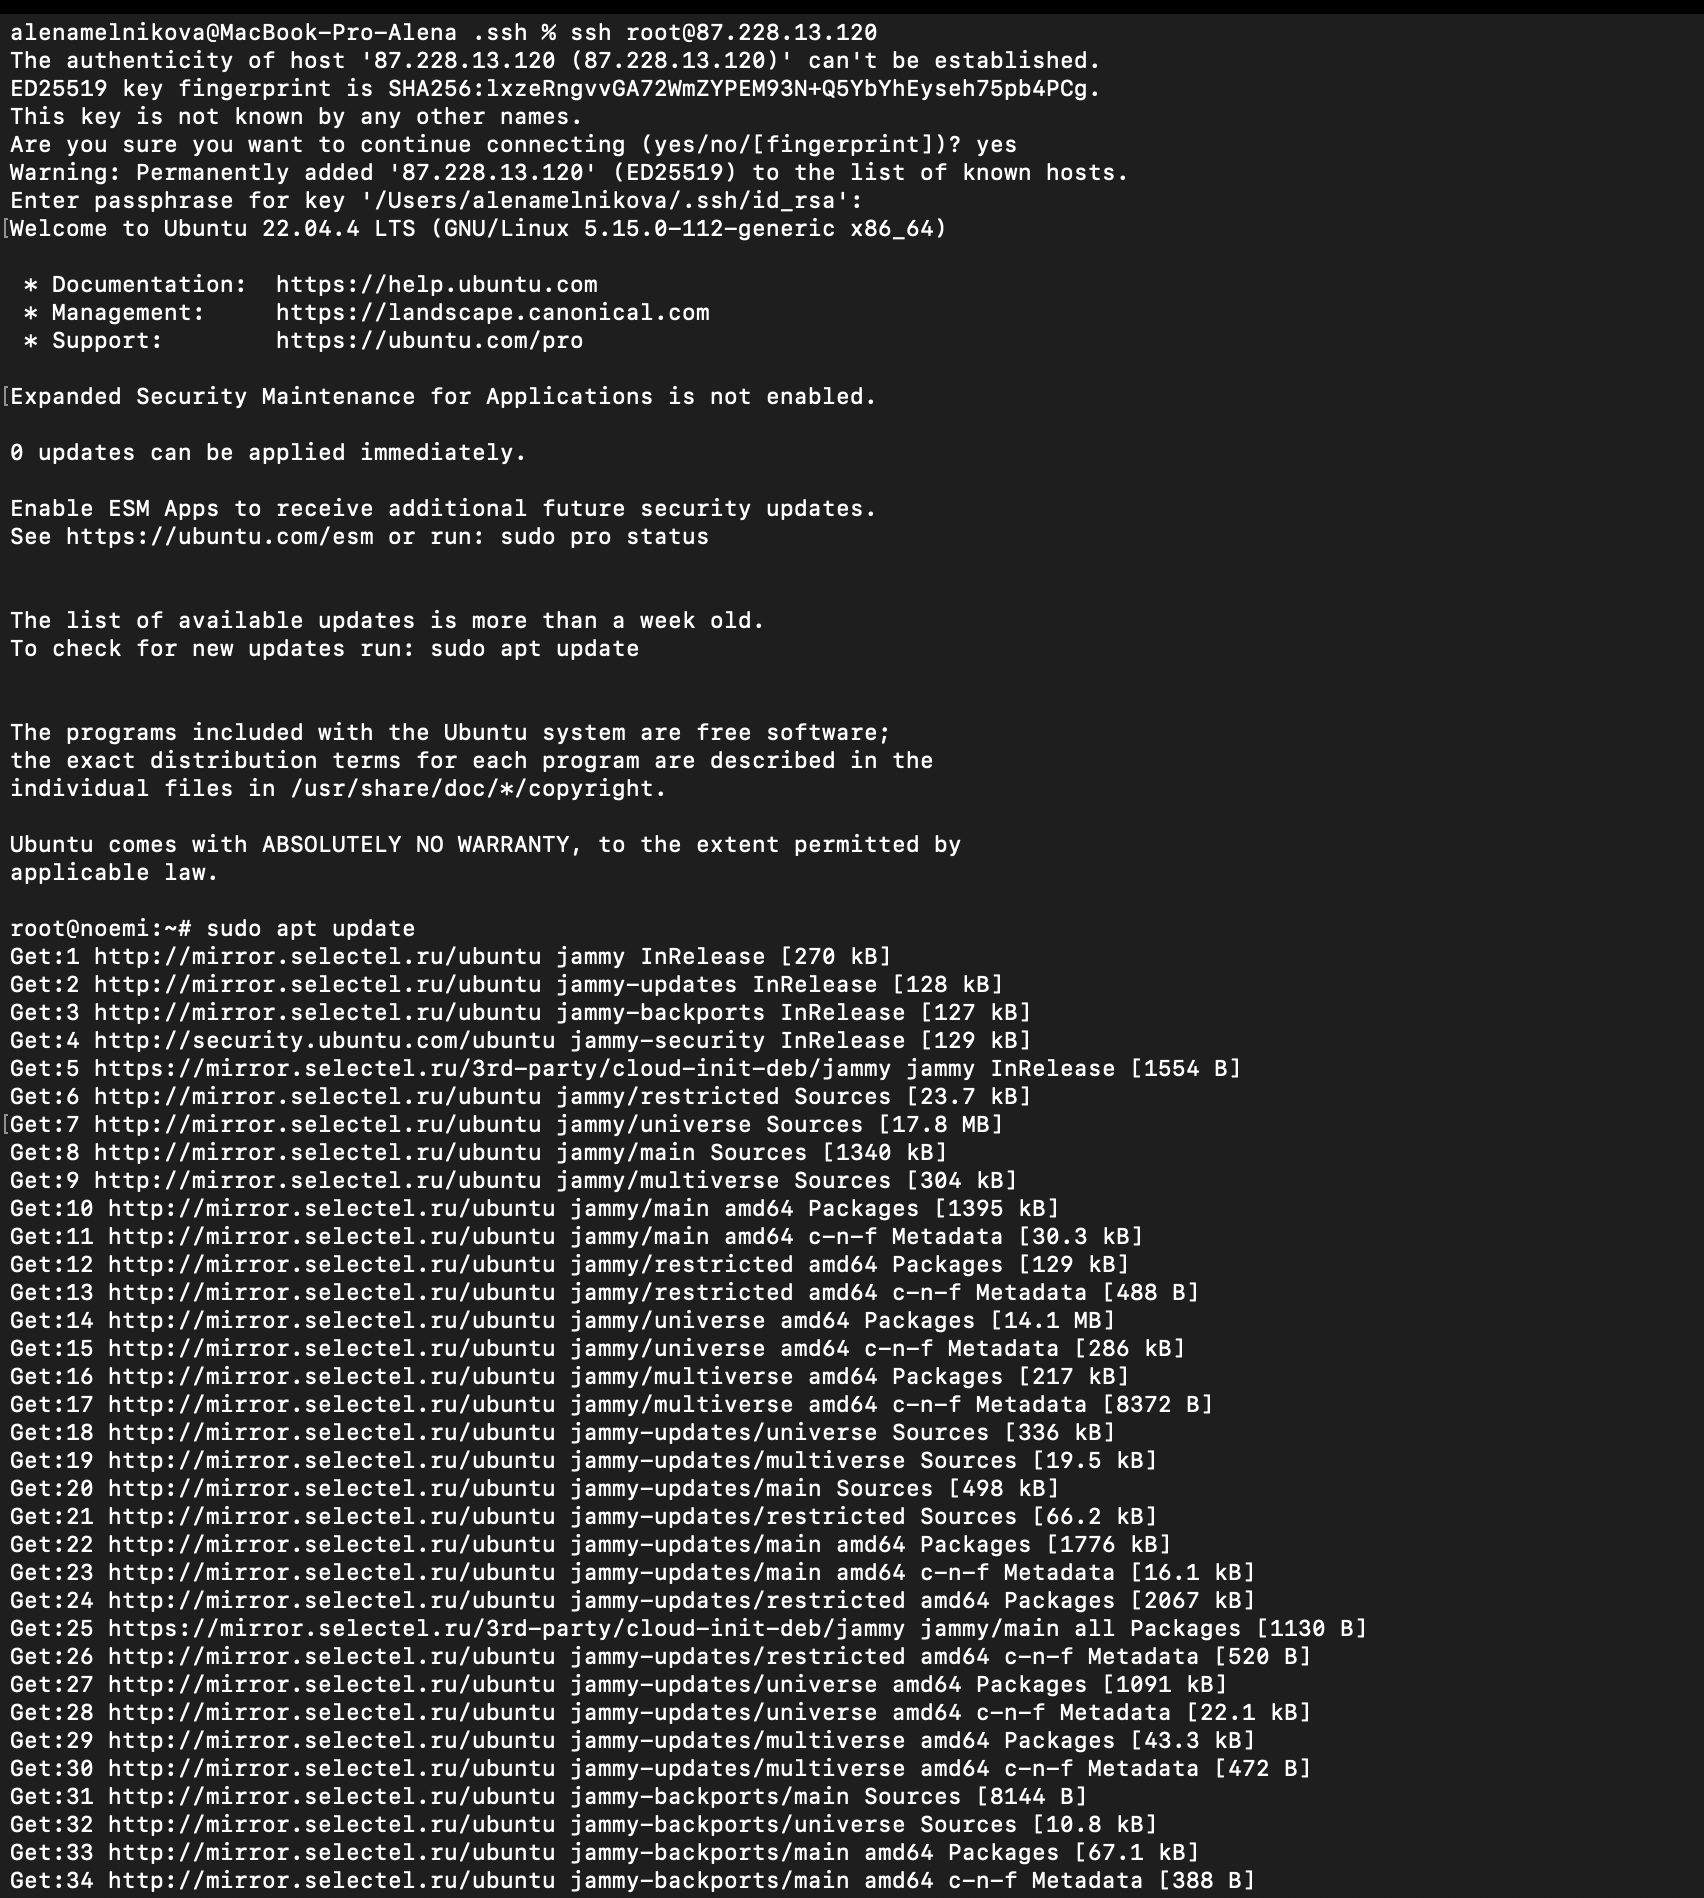 alenamelnikova@MacBook-Pro-Alena .ssh % ssh root@87.228.13.120
The authenticity of host '87.228.13.120 (87.228.13.120)' can't be established.
ED25519 key fingerprint is SHA256:lxzeRngvvGA72WmZYPEM93N+Q5YbYhEyseh75pb4PCg.
This key is not known by any other names.
Are you sure you want to continue connecting (yes/no/[fingerprint])? yes
Warning: Permanently added '87.228.13.120' (ED25519) to the list of known hosts.
Enter passphrase for key '/Users/alenamelnikova/.ssh/id_rsa':
Welcome to Ubuntu 22.04.4 LTS (GNU/Linux 5.15.0-112-generic x86_64)
* Documentation:  https://help.ubuntu.com
* Management:     https://landscape.canonical.com
* Support:        https://ubuntu.com/pro
Expanded Security Maintenance for Applications is not enabled.
0 updates can be applied immediately.
Enable ESM Apps to receive additional future security updates.
See https://ubuntu.com/esm or run: sudo pro status
The list of available updates is more than a week old.
To check for new updates run: sudo apt update
The programs included with the Ubuntu system are free software;
the exact distribution terms for each program are described in the
individual files in /usr/share/doc/*/copyright.
Ubuntu comes with ABSOLUTELY NO WARRANTY, to the extent permitted by
applicable law.
root@noemi:~# sudo apt update
Get:1 http://mirror.selectel.ru/ubuntu jammy InRelease [270 kB]
Get:2 http://mirror.selectel.ru/ubuntu jammy-updates InRelease [128 kB]
Get:3 http://mirror.selectel.ru/ubuntu jammy-backports InRelease [127 kB]
Get:4 http://security.ubuntu.com/ubuntu jammy-security InRelease [129 kB]
Get:5 https://mirror.selectel.ru/3rd-party/cloud-init-deb/jammy jammy InRelease [1554 B]
Get:6 http://mirror.selectel.ru/ubuntu jammy/restricted Sources [23.7 kB]
Get:7 http://mirror.selectel.ru/ubuntu jammy/universe Sources [17.8 MB]
Get:8 http://mirror.selectel.ru/ubuntu jammy/main Sources [1340 kB]
Get:9 http://mirror.selectel.ru/ubuntu jammy/multiverse Sources [304 kB]
Get:10 http://mirror.selectel.ru/ubuntu jammy/main amd64 Packages [1395 kB]
Get:11 http://mirror.selectel.ru/ubuntu jammy/main amd64 c-n-f Metadata [30.3 kB]
Get:12 http://mirror.selectel.ru/ubuntu jammy/restricted amd64 Packages [129 kB]
Get:13 http://mirror.selectel.ru/ubuntu jammy/restricted amd64 c-n-f Metadata [488 B]
Get:14 http://mirror.selectel.ru/ubuntu jammy/universe amd64 Packages [14.1 MB]
Get:15 http://mirror.selectel.ru/ubuntu jammy/universe amd64 c-n-f Metadata [286 kB]
Get:16 http://mirror.selectel.ru/ubuntu jammy/multiverse amd64 Packages [217 kB]
Get:17 http://mirror.selectel.ru/ubuntu jammy/multiverse amd64 c-n-f Metadata [8372 B]
Get:18 http://mirror.selectel.ru/ubuntu jammy-updates/universe Sources [336 kB]
Get:19 http://mirror.selectel.ru/ubuntu jammy-updates/multiverse Sources [19.5 kB]
Get:20 http://mirror.selectel.ru/ubuntu jammy-updates/main Sources [498 kB]
Get:21 http://mirror.selectel.ru/ubuntu jammy-updates/restricted Sources [66.2 kB]
Get:22 http://mirror.selectel.ru/ubuntu jammy-updates/main amd64 Packages [1776 kB]
Get:23 http://mirror.selectel.ru/ubuntu jammy-updates/main amd64 c-n-f Metadata [16.1 kB]
Get:24 http://mirror.selectel.ru/ubuntu jammy-updates/restricted amd64 Packages [2067 kB]
Get:25 https://mirror.selectel.ru/3rd-party/cloud-init-deb/jammy jammy/main all Packages [1130 B]
Get:26 http://mirror.selectel.ru/ubuntu jammy-updates/restricted amd64 c-n-f Metadata [520 B]
Get:27 http://mirror.selectel.ru/ubuntu jammy-updates/universe amd64 Packages [1091 kB]
Get:28 http://mirror.selectel.ru/ubuntu jammy-updates/universe amd64 c-n-f Metadata [22.1 kB]
Get:29 http://mirror.selectel.ru/ubuntu jammy-updates/multiverse amd64 Packages [43.3 kB]
Get:30 http://mirror.selectel.ru/ubuntu jammy-updates/multiverse amd64 c-n-f Metadata [472 B]
Get:31 http://mirror.selectel.ru/ubuntu jammy-backports/main Sources [8144 B]
Get:32 http://mirror.selectel.ru/ubuntu jammy-backports/universe Sources [10.8 kB]
Get:33 http://mirror.selectel.ru/ubuntu jammy-backports/main amd64 Packages [67.1 kB]
Get:34 http://mirror.selectel.ru/ubuntu jammy-backports/main amd64 c-n-f Metadata [388 B]